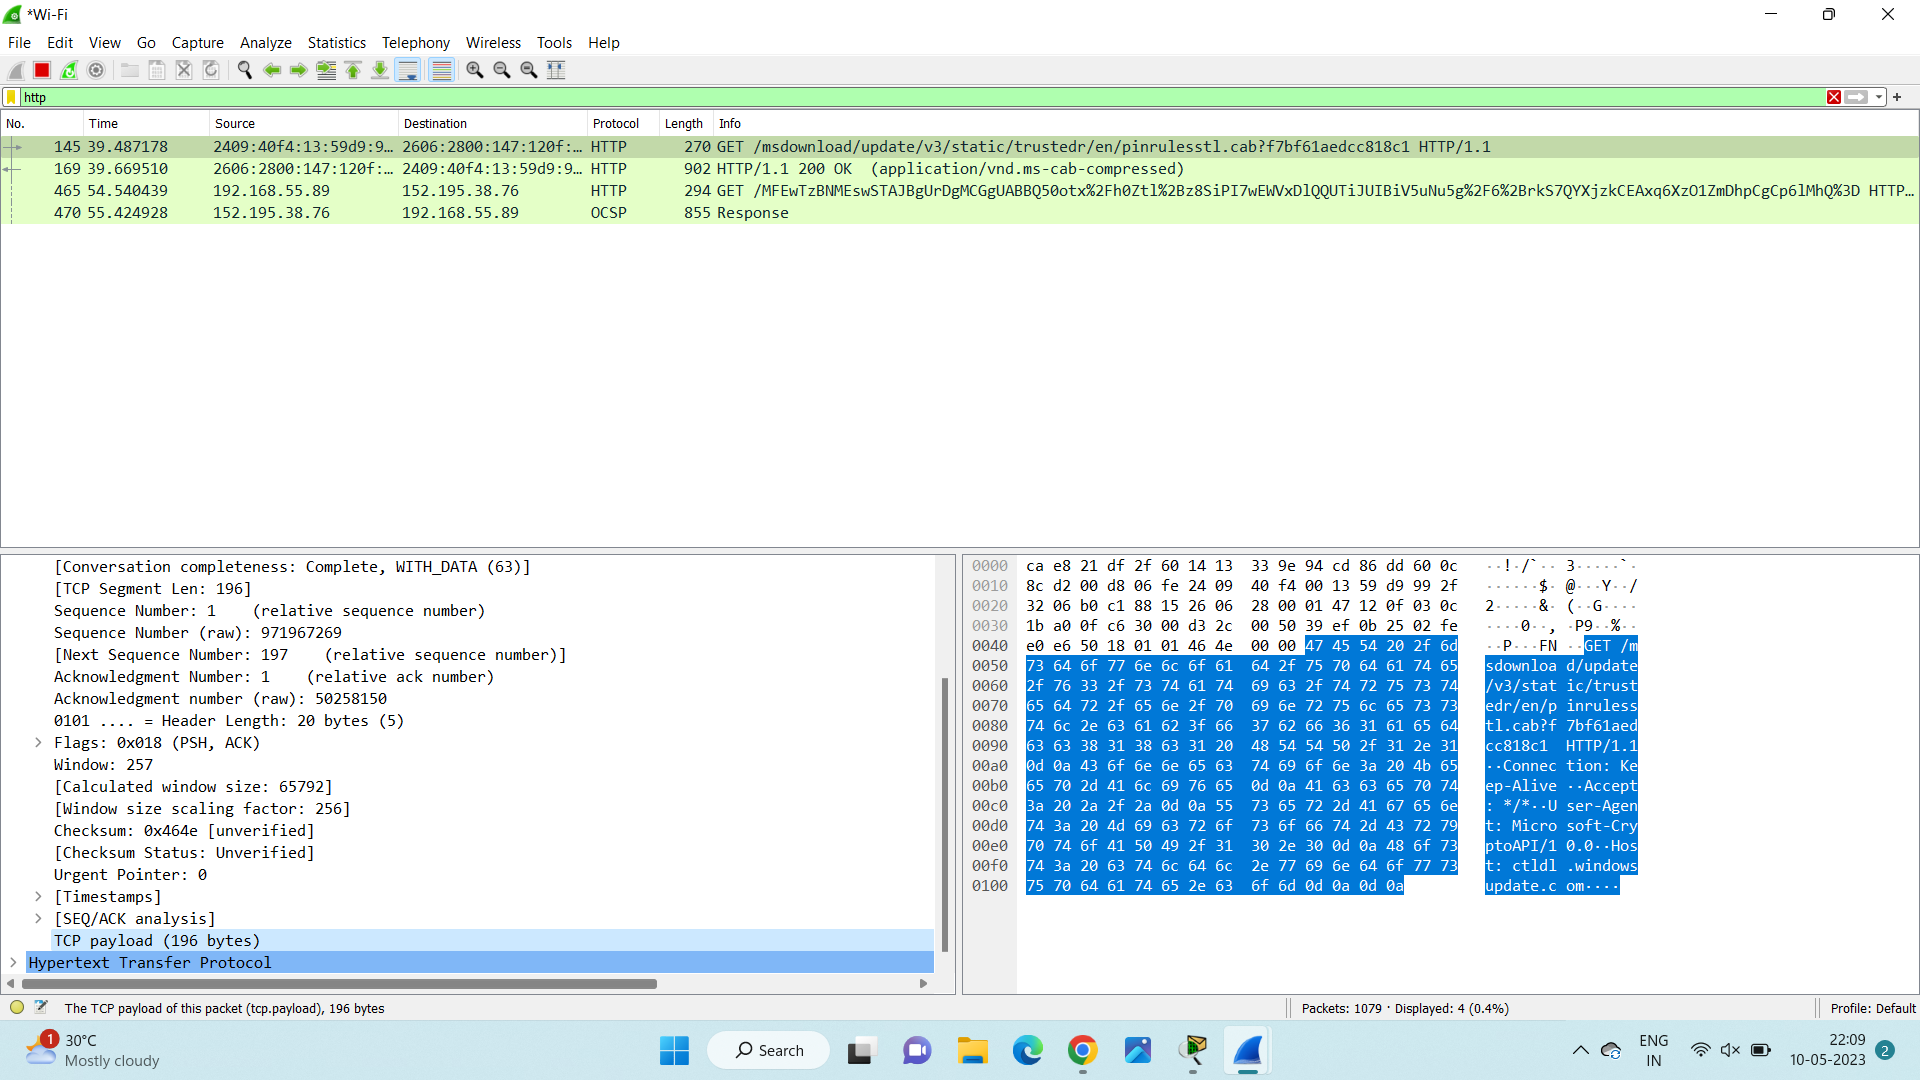 *Wi-Fi
File Edit View Go Capture Analyze Statistics Telephony Wireless Tools Help
http
No. Time Source Destination Protocol Length Info
145 39.487178 2409:40f4:13:59d9:9… 2606:2800:147:120f:… HTTP 270 GET /msdownload/update/v3/static/trustedr/en/pinrulesstl.cab?f7bf61aedcc818c1 HTTP/1.1
169 39.669510 2606:2800:147:120f:… 2409:40f4:13:59d9:9… HTTP 902 HTTP/1.1 200 OK (application/vnd.ms-cab-compressed)
465 54.540439 192.168.55.89 152.195.38.76 HTTP 294 GET /MFEwTzBNMEswSTAJBgUrDgMCGgUABBQ50otx%2Fh0Ztl%2Bz8SiPI7wEWVxDlQQUTiJUIBiV5uNu5g%2F6%2BrkS7QYXjzkCEAxq6XzO1ZmDhpCgCp6lMhQ%3D HTTP…
470 55.424928 152.195.38.76 192.168.55.89 OCSP 855 Response
[Conversation completeness: Complete, WITH_DATA (63)]
[TCP Segment Len: 196]
Sequence Number: 1 (relative sequence number)
Sequence Number (raw): 971967269
[Next Sequence Number: 197 (relative sequence number)]
Acknowledgment Number: 1 (relative ack number)
Acknowledgment number (raw): 50258150
0101 .... = Header Length: 20 bytes (5)
Flags: 0x018 (PSH, ACK)
Window: 257
[Calculated window size: 65792]
[Window size scaling factor: 256]
Checksum: 0x464e [unverified]
[Checksum Status: Unverified]
Urgent Pointer: 0
[Timestamps]
[SEQ/ACK analysis]
TCP payload (196 bytes)
Hypertext Transfer Protocol
0000 ca e8 21 df 2f 60 14 13 33 9e 94 cd 86 dd 60 0c ··!·/`·· 3·····`·
0010 8c d2 00 d8 06 fe 24 09 40 f4 00 13 59 d9 99 2f ······$· @···Y··/
0020 32 06 b0 c1 88 15 26 06 28 00 01 47 12 0f 03 0c 2·····&· (··G····
0030 1b a0 0f c6 30 00 d3 2c 00 50 39 ef 0b 25 02 fe ····0··, ·P9··%··
0040 e0 e6 50 18 01 01 46 4e 00 00 47 45 54 20 2f 6d ··P···FN ··GET /m
0050 73 64 6f 77 6e 6c 6f 61 64 2f 75 70 64 61 74 65 sdownloa d/update
0060 2f 76 33 2f 73 74 61 74 69 63 2f 74 72 75 73 74 /v3/stat ic/trust
0070 65 64 72 2f 65 6e 2f 70 69 6e 72 75 6c 65 73 73 edr/en/p inruless
0080 74 6c 2e 63 61 62 3f 66 37 62 66 36 31 61 65 64 tl.cab?f 7bf61aed
0090 63 63 38 31 38 63 31 20 48 54 54 50 2f 31 2e 31 cc818c1 HTTP/1.1
00a0 0d 0a 43 6f 6e 6e 65 63 74 69 6f 6e 3a 20 4b 65 ··Connec tion: Ke
00b0 65 70 2d 41 6c 69 76 65 0d 0a 41 63 63 65 70 74 ep-Alive ··Accept
00c0 3a 20 2a 2f 2a 0d 0a 55 73 65 72 2d 41 67 65 6e : */*··U ser-Agen
00d0 74 3a 20 4d 69 63 72 6f 73 6f 66 74 2d 43 72 79 t: Micro soft-Cry
00e0 70 74 6f 41 50 49 2f 31 30 2e 30 0d 0a 48 6f 73 ptoAPI/1 0.0··Hos
00f0 74 3a 20 63 74 6c 64 6c 2e 77 69 6e 64 6f 77 73 t: ctldl .windows
0100 75 70 64 61 74 65 2e 63 6f 6d 0d 0a 0d 0a update.c om····
The TCP payload of this packet (tcp.payload), 196 bytes
Packets: 1079 · Displayed: 4 (0.4%)
Profile: Default
1
30°C
Mostly cloudy
Search
ENG
IN
22:09
10-05-2023
2